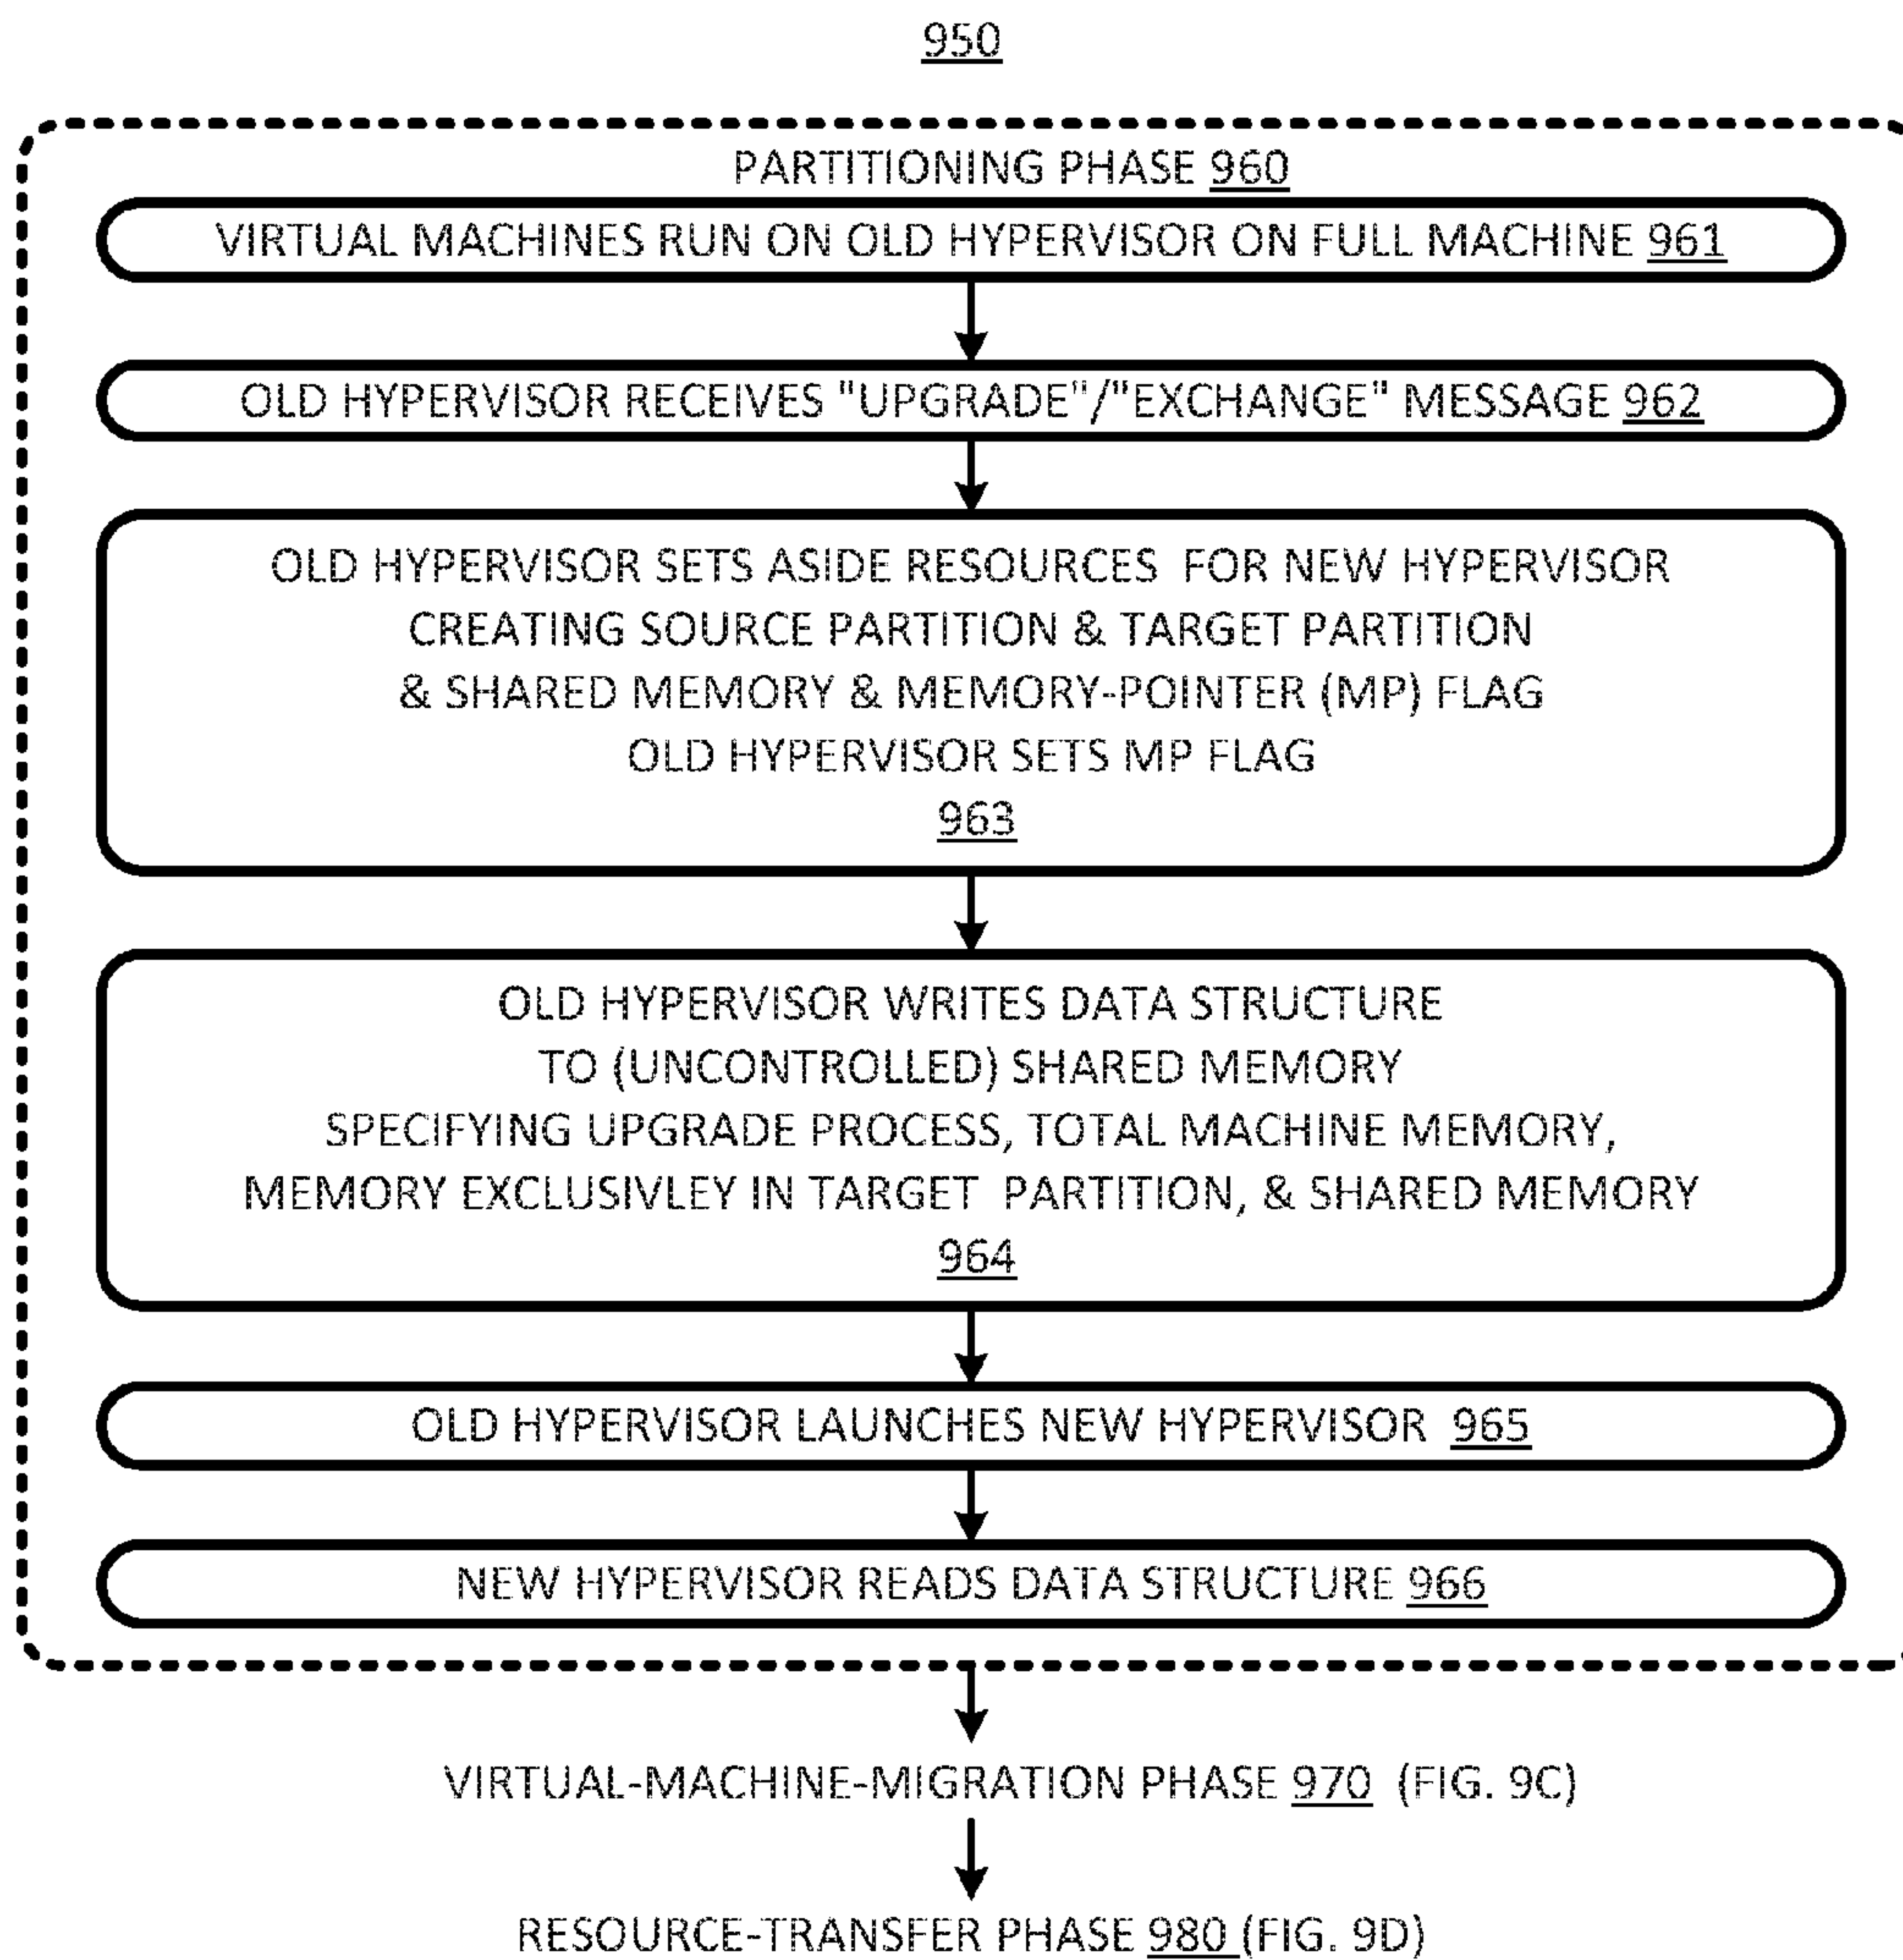 950
PARTITIONING PHASE 960
VIRTUAL MACHINES RUN ON OLD HYPERVISOR ON FULL MACHINE 961
OLD HYPERVISOR RECEIVES "UPGRADE"/"EXCHANGE" MESSAGE 962
OLD HYPERVISOR SETS ASIDE RESOURCES FOR NEW HYPERVISOR
CREATING SOURCE PARTITION & TARGET PARTITION
& SHARED MEMORY & MEMORY-POINTER (MP) FLAG
OLD HYPERVISOR SETS MP FLAG
963
OLD HYPERVISOR WRITES DATA STRUCTURE
TO (UNCONTROLLED) SHARED MEMORY
SPECIFYING UPGRADE PROCESS, TOTAL MACHINE MEMORY,
MEMORY EXCLUSIVLEY IN TARGET PARTITION, & SHARED MEMORY
964
OLD HYPERVISOR LAUNCHES NEW HYPERVISOR 965
NEW HYPERVISOR READS DATA STRUCTURE 966
VIRTUAL-MACHINE-MIGRATION PHASE 970 (FIG. 9C)
RESOURCE-TRANSFER PHASE 980 (FIG. 9D)